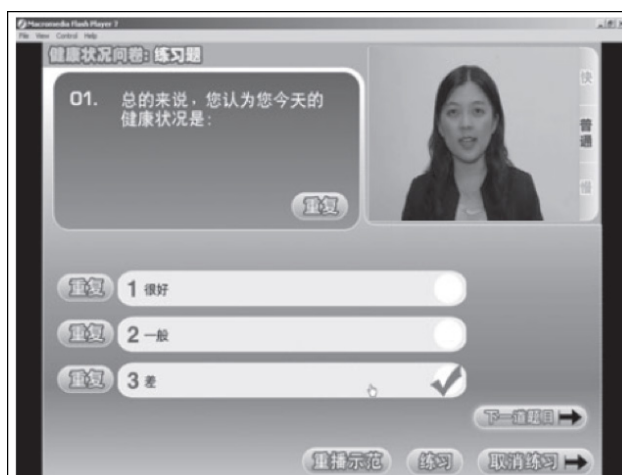 Macromedia Flash Player 7
File View Control Help
健康状况问卷: 练习题
01. 总的来说，您认为您今天的
健康状况是:
重复
快
普通
慢
重复 1 很好
重复 2 一般
重复 3 差
下一道题目
重播示范 练习 取消练习